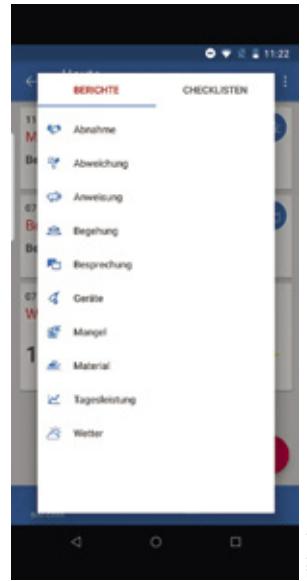 11:22
BERICHTE
CHECKLISTEN
Abnahme
Abweichung
Anweisung
Begehung
Besprechung
Geräte
Mangel
Material
Tagesleistung
Wetter